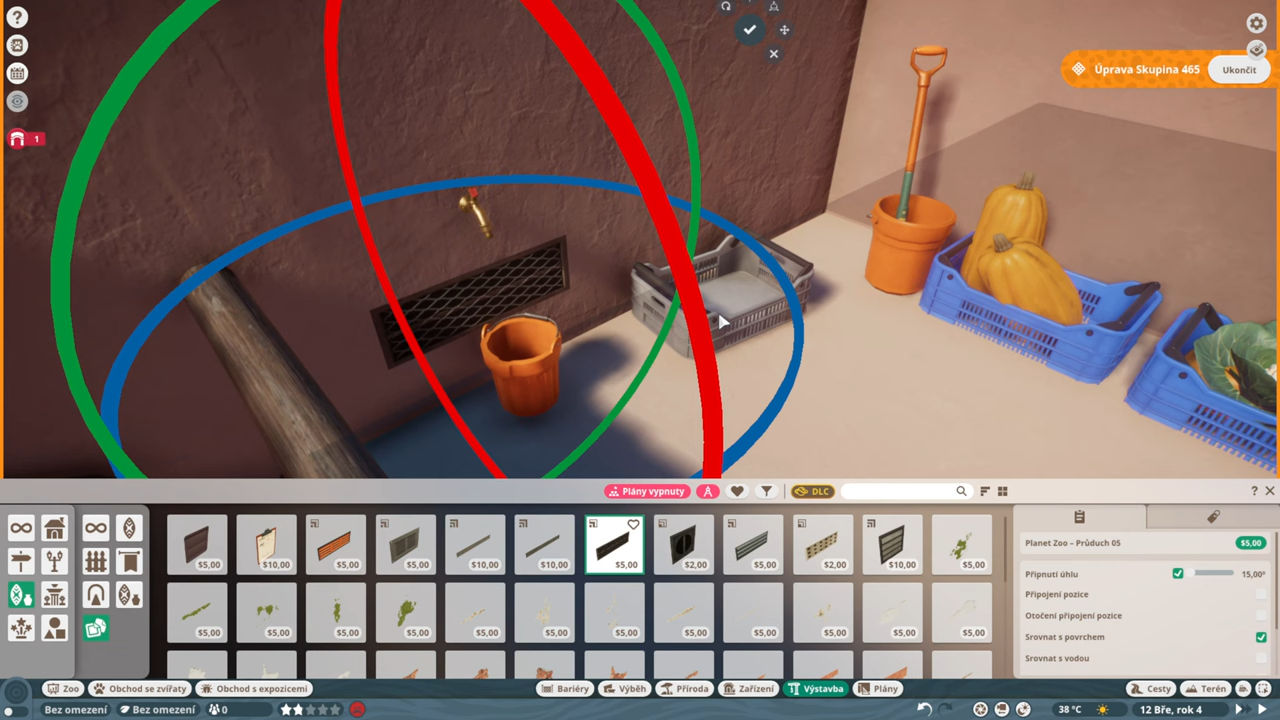 ?
1
Úprava Skupina 465
Ukončit
Plány vypnuty
DLC
?
$5,00
$10,00
$5,00
$5,00
$10,00
$10,00
$5,00
$2,00
$5,00
$2,00
$10,00
$5,00
$5,00
$5,00
$5,00
$5,00
$5,00
$5,00
$5,00
$5,00
$5,00
$5,00
$5,00
$5,00
Planet Zoo – Průduch 05
$5,00
Připnutí úhlu
15,00°
Připojení pozice
Otočení připojení pozice
Srovnat s povrchem
Srovnat s vodou
Zoo
Obchod se zvířaty
Obchod s expozicemi
Bariéry
Výběh
Příroda
Zařízení
Výstavba
Plány
Cesty
Terén
Bez omezení
Bez omezení
0
38 °C
12 Bře, rok 4